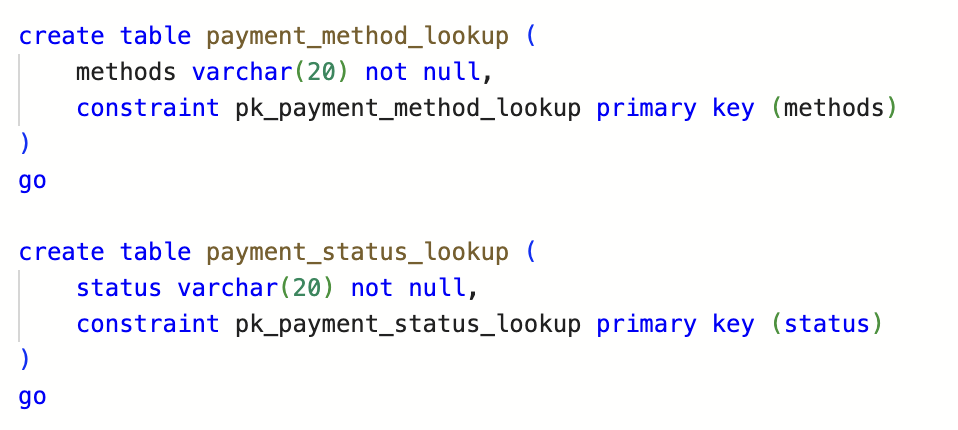 create table payment_method_lookup (
    methods varchar(20) not null,
    constraint pk_payment_method_lookup primary key (methods)
)
go

create table payment_status_lookup (
    status varchar(20) not null,
    constraint pk_payment_status_lookup primary key (status)
)
go